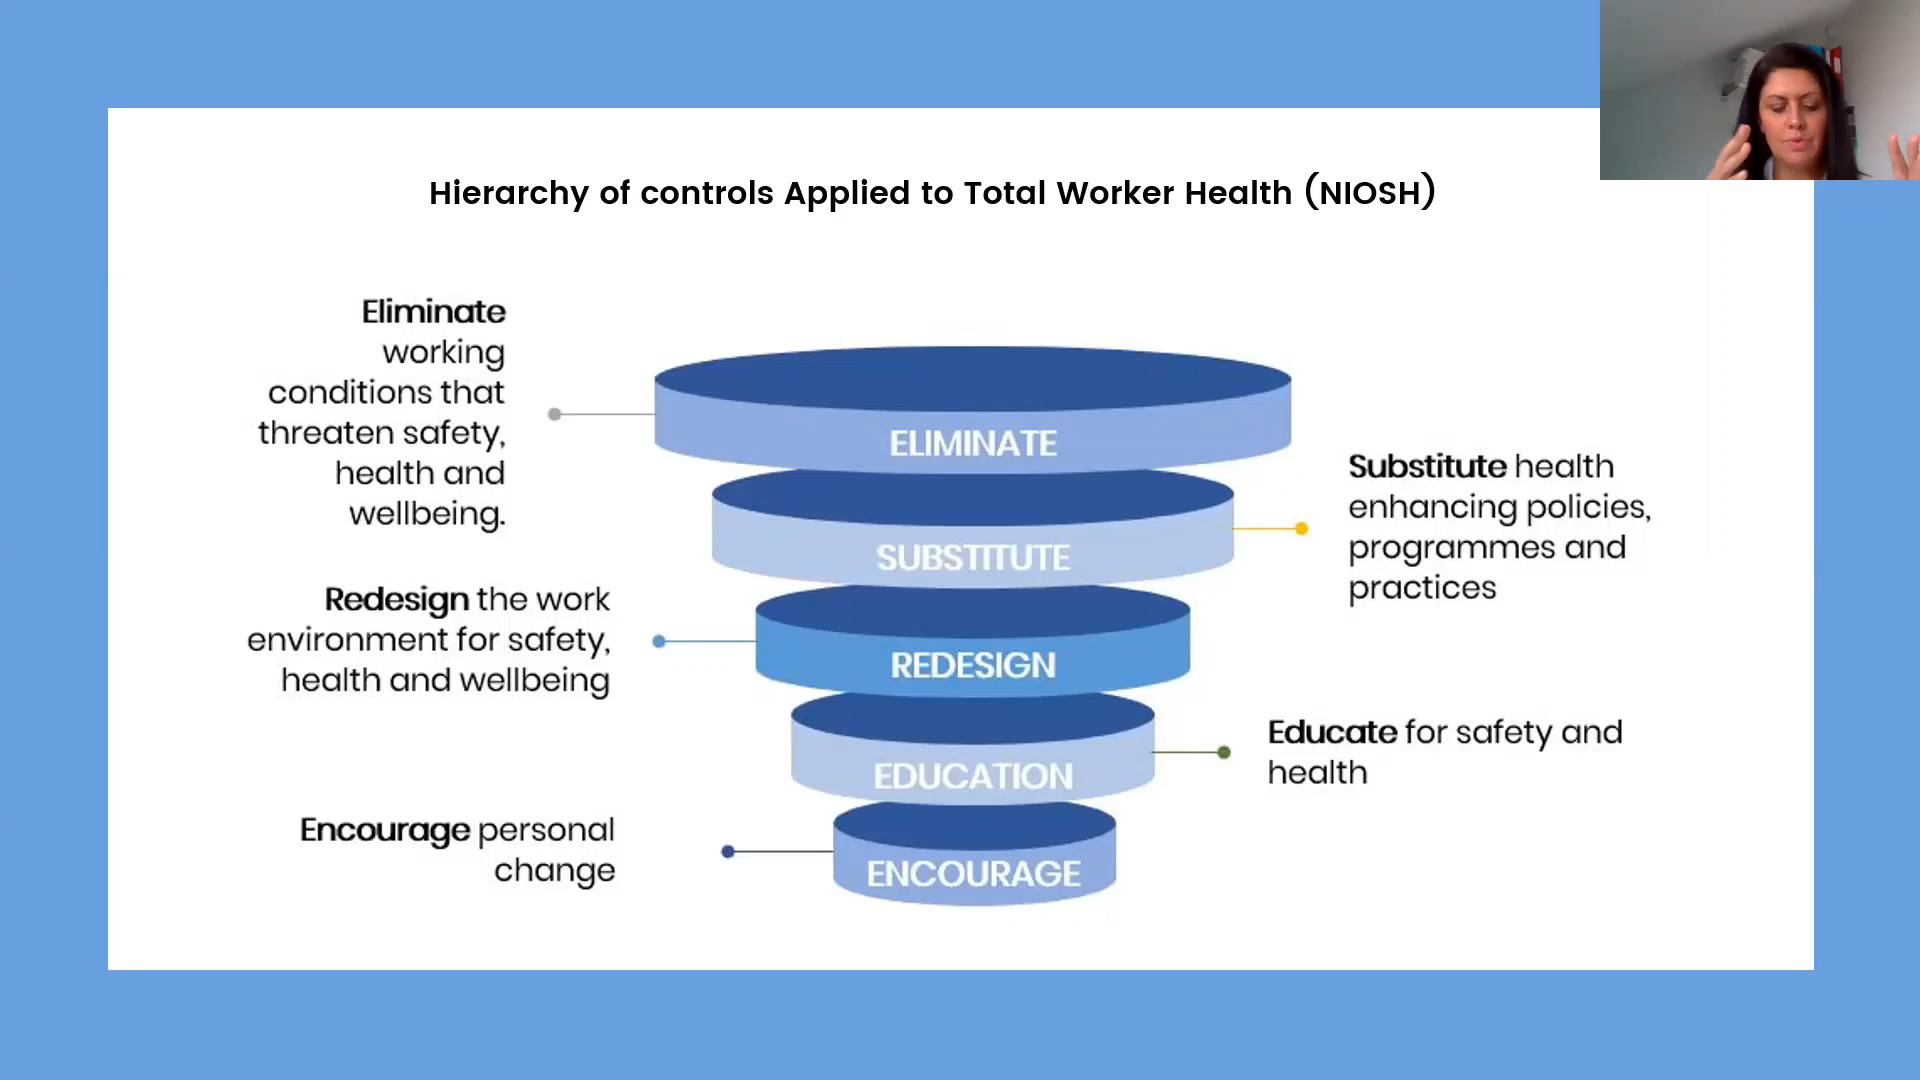 Hierarchy of controls Applied to Total Worker Health (NIOSH)
Eliminate
working
conditions that
threaten safety,
health and
wellbeing.
ELIMINATE
Substitute health
enhancing policies,
programmes and
practices
SUBSTITUTE
Redesign the work
environment for safety,
health and wellbeing
REDESIGN
Educate for safety and
health
EDUCATION
Encourage personal
change
ENCOURAGE